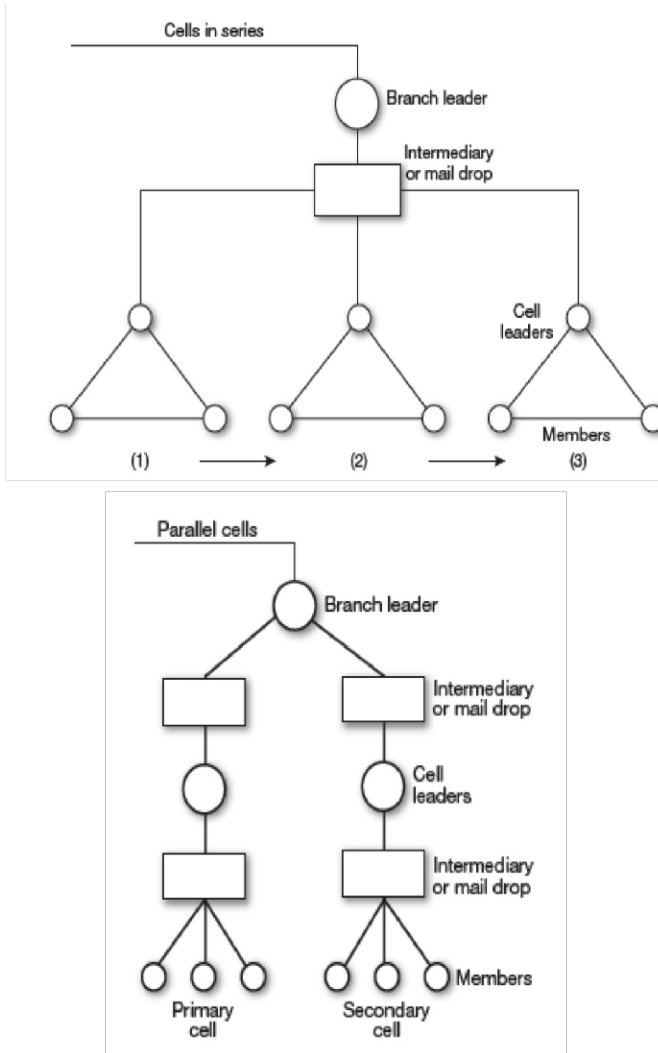 Cells in series
Branch leader
Intermediary
or mail drop
Cell
leaders
Members
(1)
(2)
(3)
Parallel cells
Branch leader
Intermediary
or mail drop
Cell
leaders
Intermediary
or mail drop
Members
Primary
cell
Secondary
cell